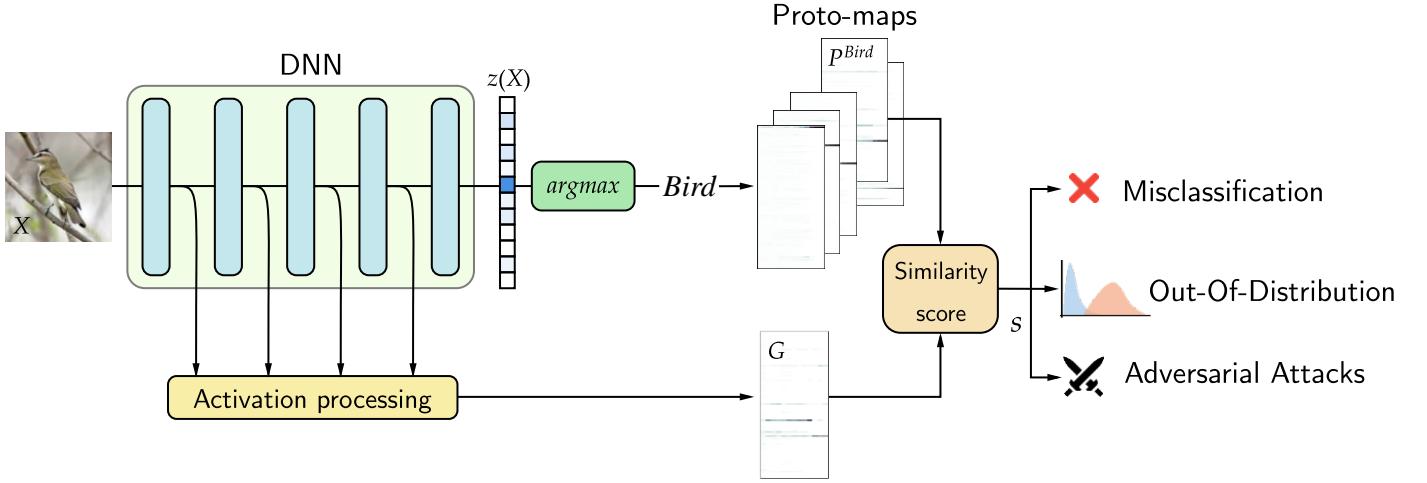 Proto-maps
DNN
z(X)
P^Bird
X
argmax
Bird
Similarity
score
s
Misclassification
Out-Of-Distribution
Adversarial Attacks
G
Activation processing